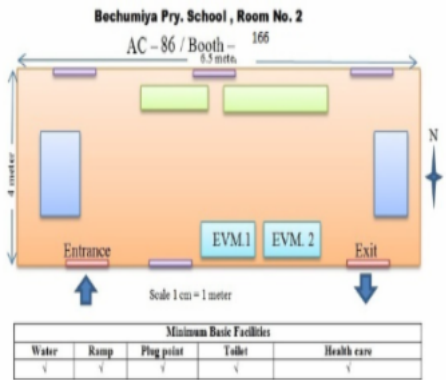 Bechumiya Pry. School , Room No. 2
AC – 86 / Booth – 166
6.5 mete.
4 meter
N
EVM.1
EVM. 2
Entrance
Exit
Scale 1 cm = 1 meter
Minimum Basic Facilities
Water Ramp Plug point Toilet Health care
√ √ √ √ √